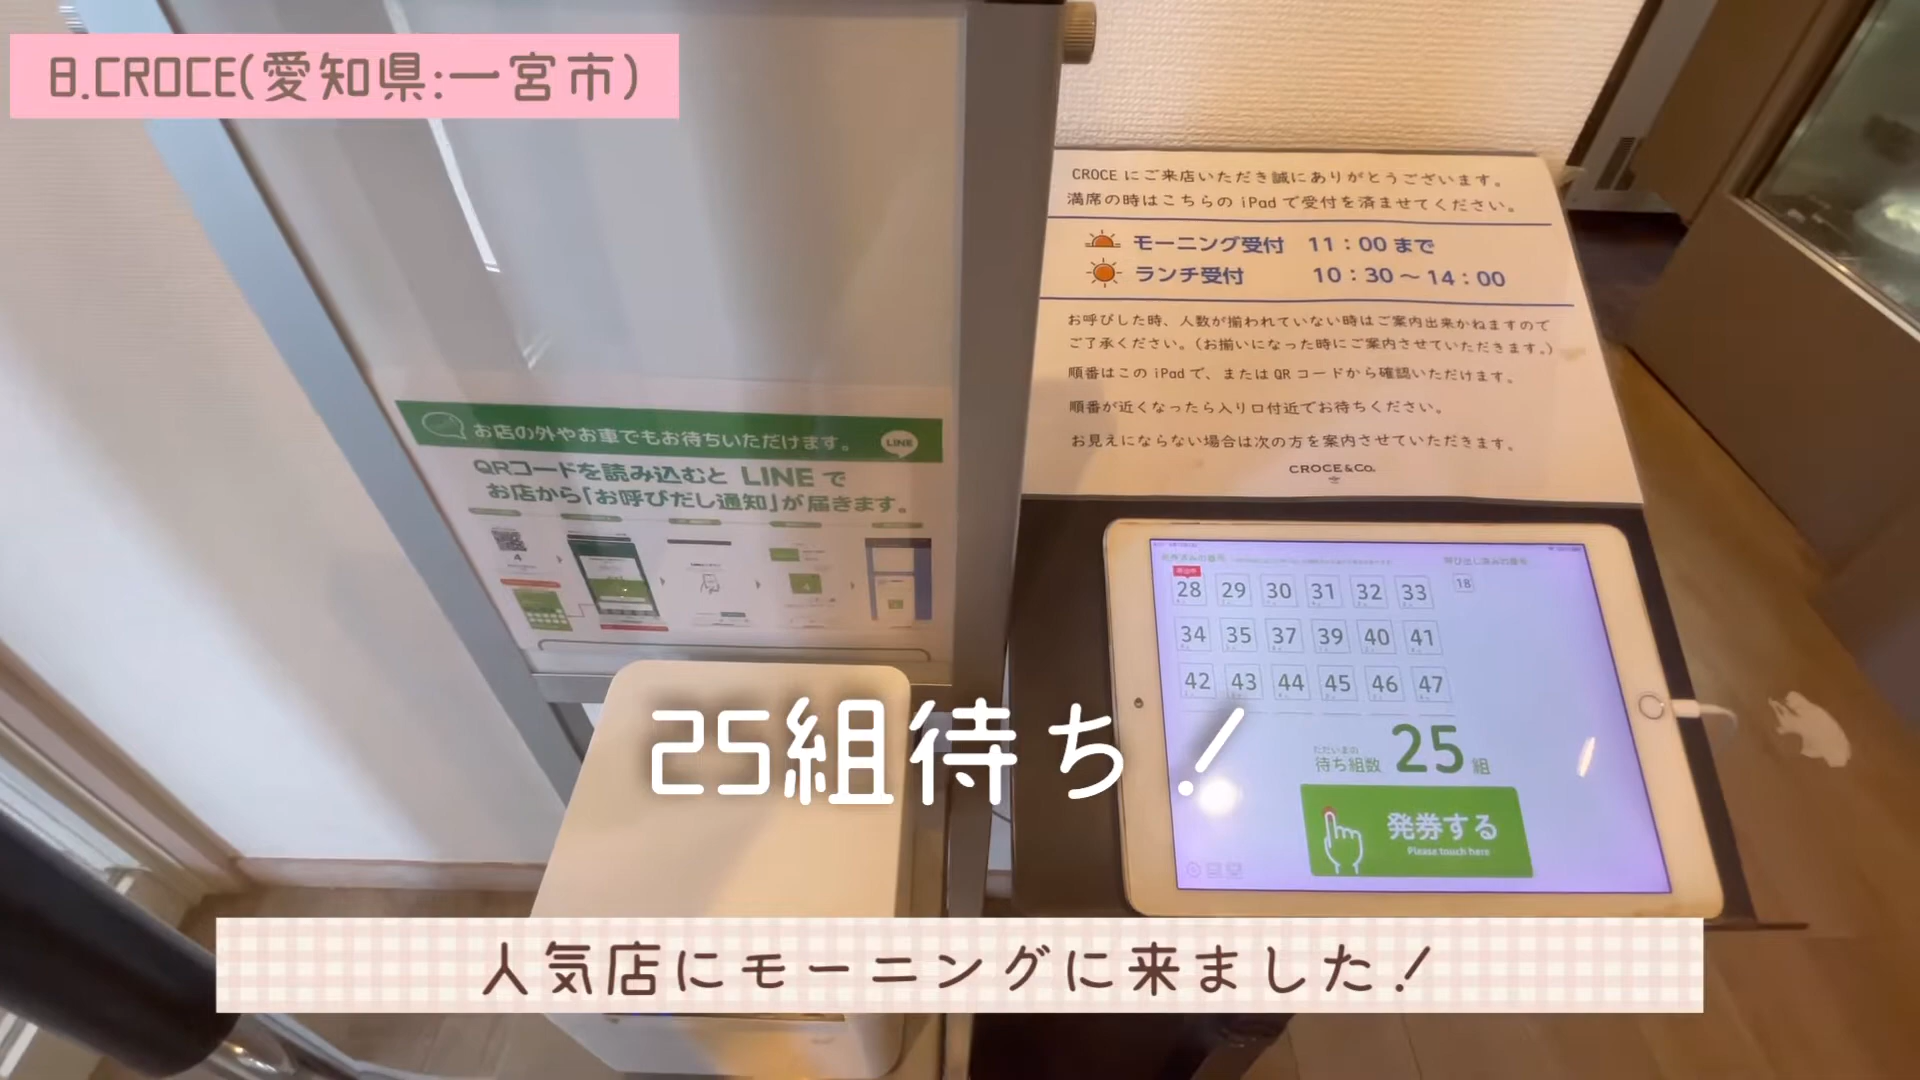 8.CROCE(愛知県:一宮市)
CROCE にご来店いただき誠にありがとうございます。
満席の時はこちらの iPad で受付を済ませてください。
モーニング受付 11:00 まで
ランチ受付 10:30～14:00
お呼びした時、人数が揃われていない時はご案内出来かねますので
ご了承ください。(お揃いになった時にご案内させていただきます。)
順番はこの iPad で、または QR コードから確認いただけます。
順番が近くなったら入り口付近でお待ちください。
お見えにならない場合は次の方を案内させていただきます。
CROCE&Co.
お店の外やお車でもお待ちいただけます。
LINE
QRコードを読み込むと LINE で
お店から「お呼びだし通知」が届きます。
28 29 30 31 32 33
18
34 35 37 39 40 41
42 43 44 45 46 47
ただいまの
待ち組数 25 組
発券する
Please touch here
25組待ち!
人気店にモーニングに来ました!